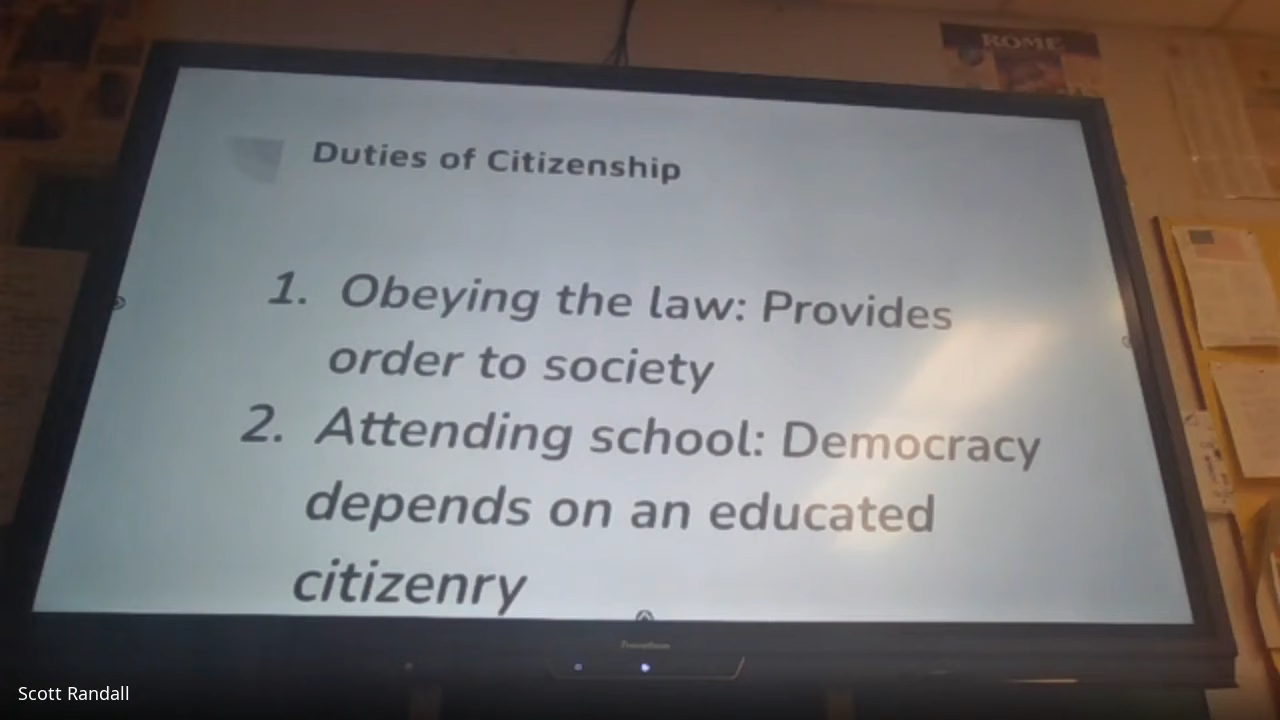 ROME
Duties of Citizenship
1. Obeying the law: Provides
order to society
2. Attending school: Democracy
depends on an educated
citizenry
Promethean
Scott Randall